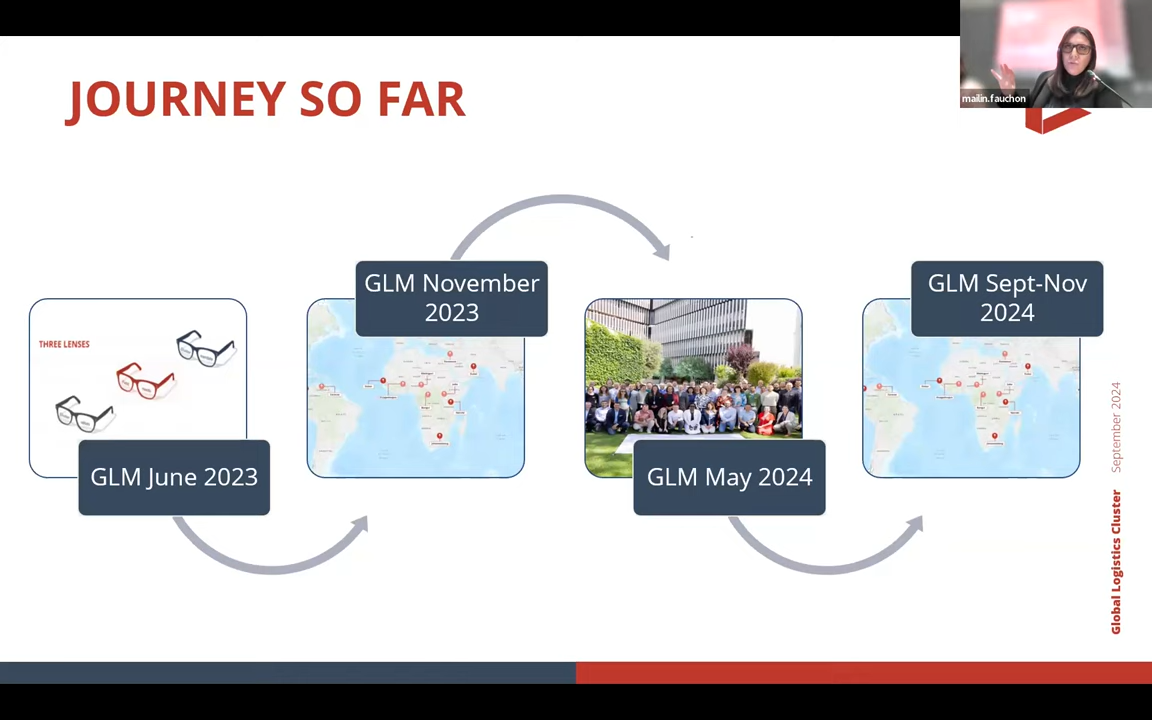 JOURNEY SO FAR
mailin.fauchon
GLM November
2023
GLM Sept-Nov
2024
THREE LENSES
GLM June 2023
GLM May 2024
Global Logistics Cluster September 2024